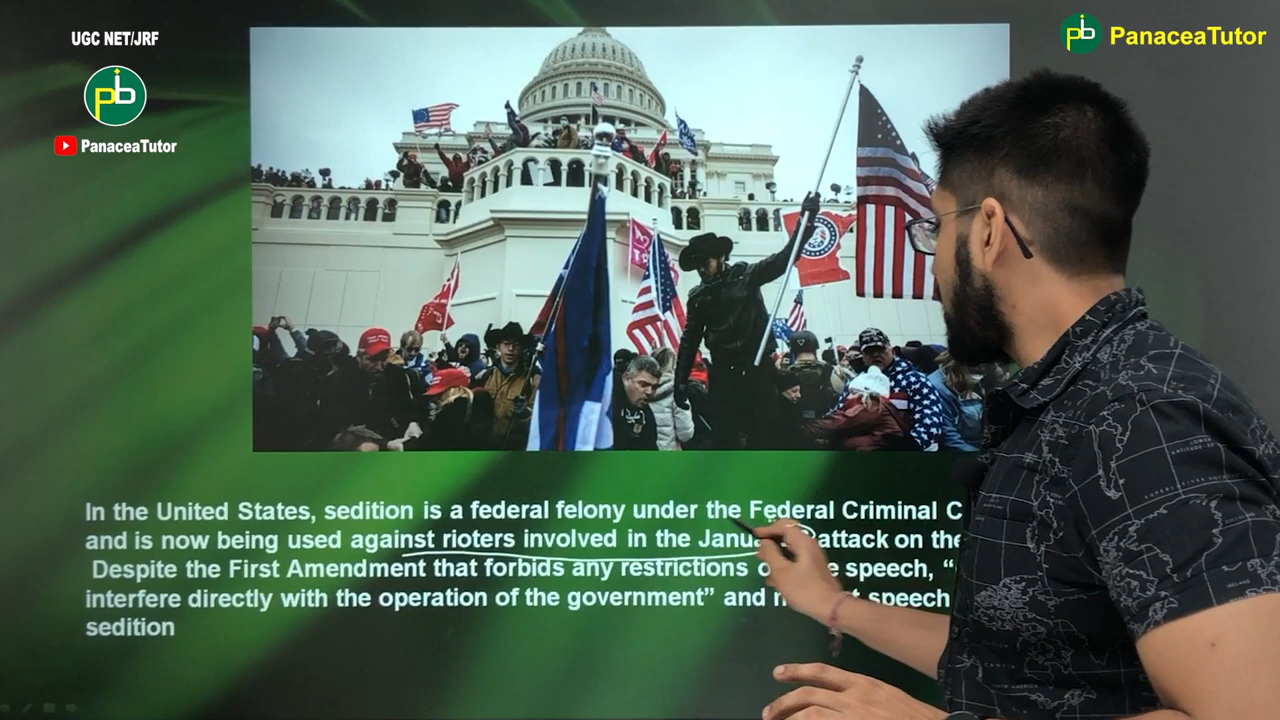 UGC NET/JRF
pib
PanaceaTutor
pib PanaceaTutor
In the United States, sedition is a federal felony under the Federal Criminal C
and is now being used against rioters involved in the attack on the
Despite the First Amendment that forbids any restrictions speech, “
interfere directly with the operation of the government” and speech
sedition